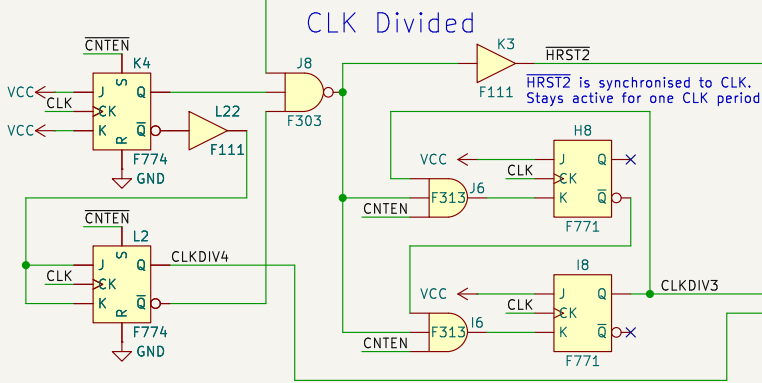 CLK Divided
CNTEN
K4
J8
K3
HRST2
S
VCC
J
Q
CLK
CK
L22
F111
HRST2 is synchronised to CLK.
Stays active for one CLK period
VCC
K
R
Q
F303
F774
F111
GND
H8
VCC
J
Q
CLK
CK
J6
F313
K
Q
CNTEN
F771
CNTEN
L2
S
J
Q
CLKDIV4
CLK
CK
K
R
Q
F774
GND
I8
VCC
J
Q
CLKDIV3
CLK
CK
I6
F313
K
Q
CNTEN
F771